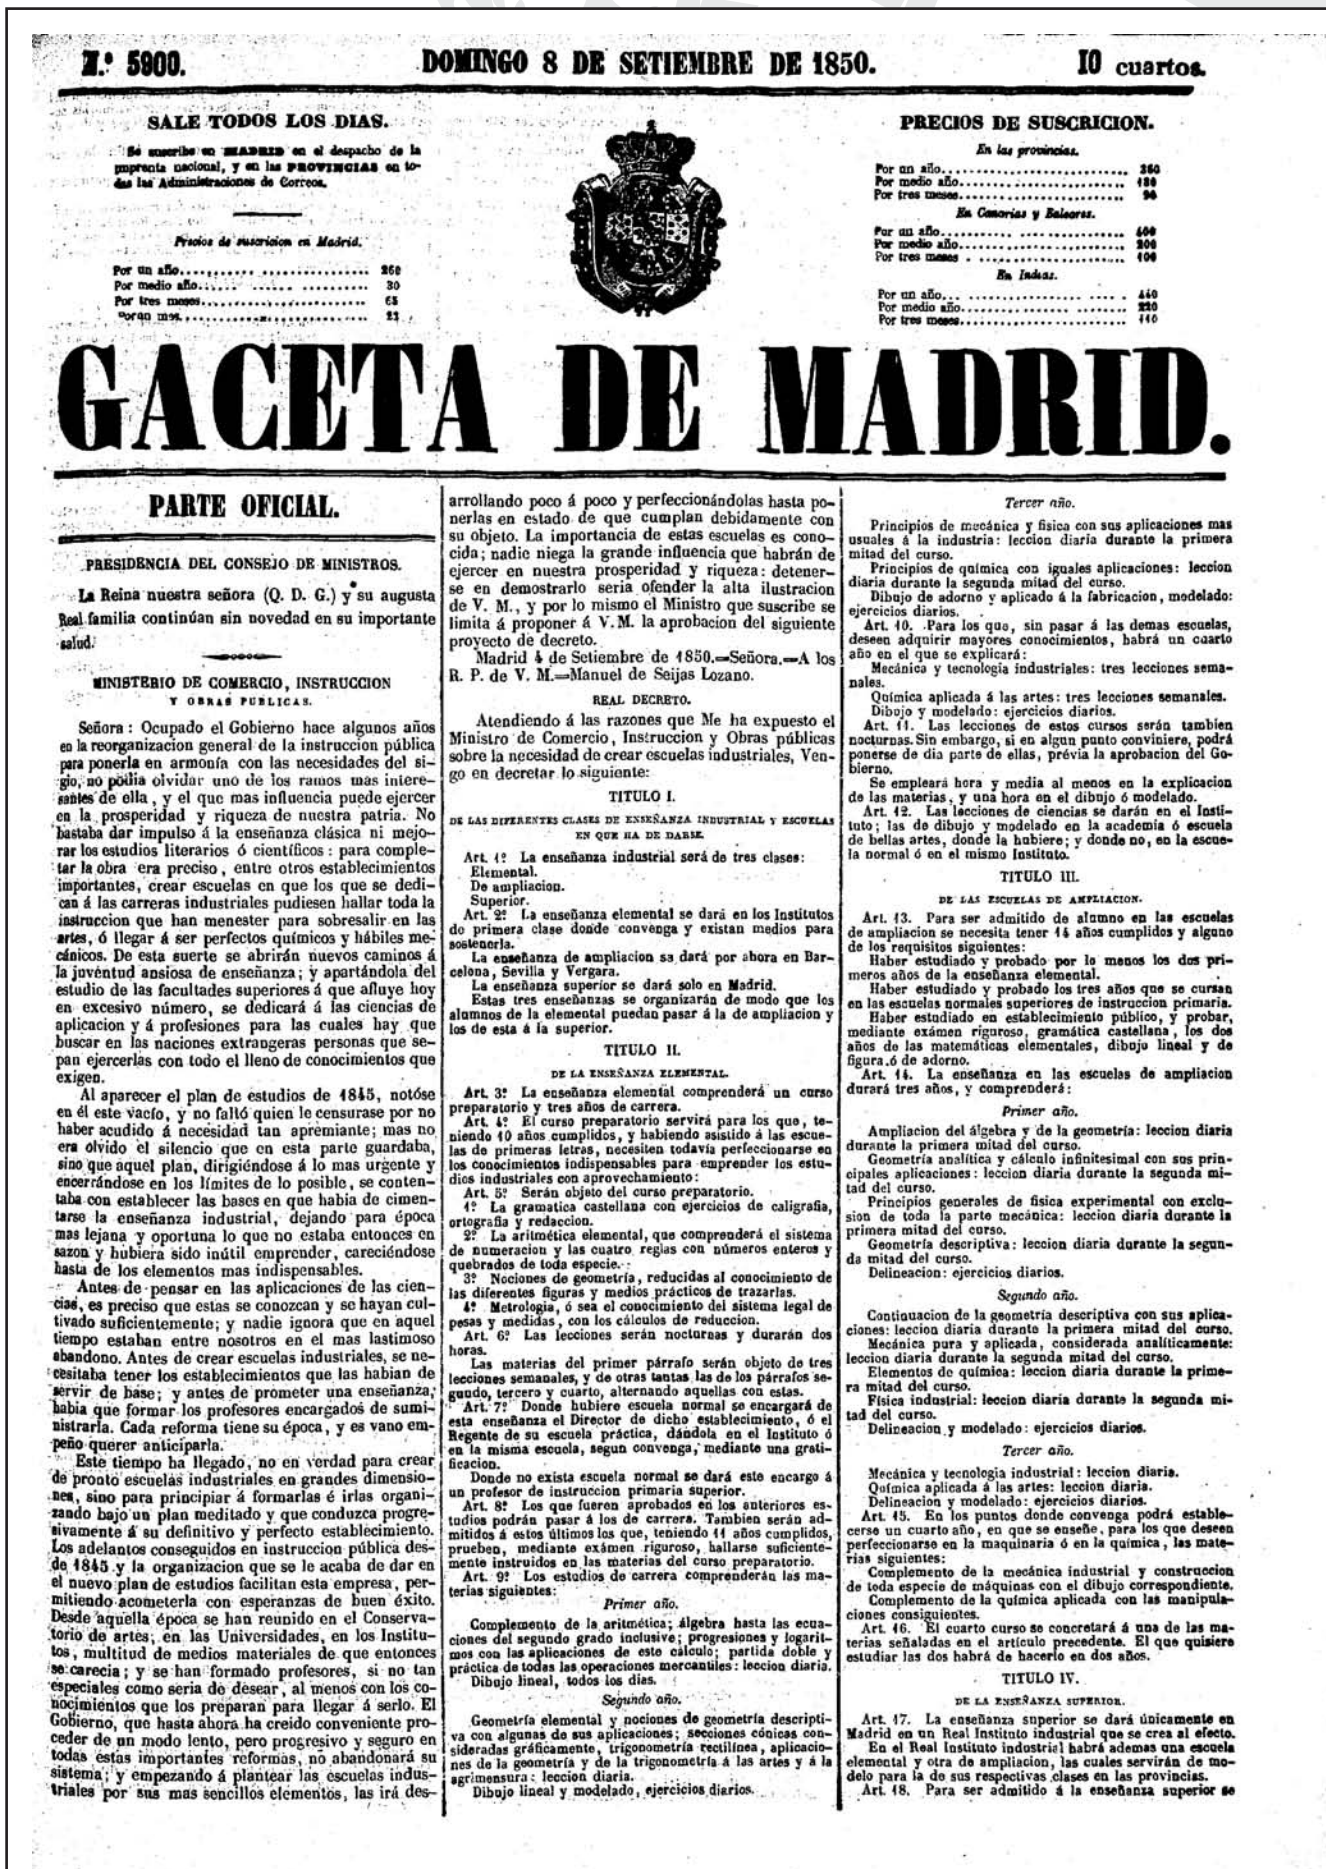 N.º 5900.
DOMINGO 8 DE SETIEMBRE DE 1850.
10 cuartos.
SALE TODOS LOS DIAS.
Se suscribe en MADRID en el despacho de la
imprenta nacional, y en las PROVINCIAS en to-
das las Administraciones de Correos.
Precios de suscricion en Madrid.
Por un año 260
Por medio año 30
Por tres meses 65
Por un mes 22
PRECIOS DE SUSCRICION.
En las provincias.
Por un año 360
Por medio año 180
Por tres meses 90
En Canarias y Baleares.
Por un año 400
Por medio año 200
Por tres meses 100
En Indias.
Por un año 440
Por medio año 220
Por tres meses 110
GACETA DE MADRID.
PARTE OFICIAL.
PRESIDENCIA DEL CONSEJO DE MINISTROS.
La Reina nuestra señora (Q. D. G.) y su augusta
Real familia continúan sin novedad en su importante
salud.
MINISTERIO DE COMERCIO, INSTRUCCION
Y OBRAS PUBLICAS.
Señora: Ocupado el Gobierno hace algunos años
en la reorganizacion general de la instruccion pública
para ponerla en armonía con las necesidades del si-
glo, no podia olvidar uno de los ramos mas intere-
santes de ella, y el que mas influencia puede ejercer
en la prosperidad y riqueza de nuestra patria. No
bastaba dar impulso á la enseñanza clásica ni mejo-
rar los estudios literarios ó científicos: para comple-
tar la obra era preciso, entre otros establecimientos
importantes, crear escuelas en que los que se dedi-
can á las carreras industriales pudiesen hallar toda la
instruccion que han menester para sobresalir en las
artes, ó llegar á ser perfectos químicos y hábiles me-
cánicos. De esta suerte se abrirán nuevos caminos á
la juventud ansiosa de enseñanza; y apartándola del
estudio de las facultades superiores á que afluye hoy
en excesivo número, se dedicará á las ciencias de
aplicacion y á profesiones para las cuales hay que
buscar en las naciones extrangeras personas que se-
pan ejercerlas con todo el lleno de conocimientos que
exigen.
Al aparecer el plan de estudios de 1845, notóse
en él este vacío, y no faltó quien le censurase por no
haber acudido á necesidad tan apremiante; mas no
era olvido el silencio que en esta parte guardaba,
sino que aquel plan, dirigiéndose á lo mas urgente y
encerrándose en los límites de lo posible, se conten-
taba con establecer las bases en que habia de cimen-
tarse la enseñanza industrial, dejando para época
mas lejana y oportuna lo que no estaba entonces en
sazon y hubiera sido inútil emprender, careciéndose
hasta de los elementos mas indispensables.
Antes de pensar en las aplicaciones de las cien-
cias, es preciso que estas se conozcan y se hayan cul-
tivado suficientemente; y nadie ignora que en aquel
tiempo estaban entre nosotros en el mas lastimoso
abandono. Antes de crear escuelas industriales, se ne-
cesitaba tener los establecimientos que las habian de
servir de base; y antes de prometer una enseñanza,
habia que formar los profesores encargados de sumi-
nistrarla. Cada reforma tiene su época, y es vano em-
peño querer anticiparla.
Este tiempo ha llegado, no en verdad para crear
de pronto escuelas industriales en grandes dimensio-
nes, sino para principiar á formarlas é irlas organi-
zando bajo un plan meditado y que conduzca progre-
sivamente á su definitivo y perfecto establecimiento.
Los adelantos conseguidos en instruccion pública des-
de 1845 y la organizacion que se le acaba de dar en
el nuevo plan de estudios facilitan esta empresa, per-
mitiendo acometerla con esperanzas de buen éxito.
Desde aquella época se han reunido en el Conserva-
torio de artes, en las Universidades, en los Institu-
tos, multitud de medios materiales de que entonces
se carecia; y se han formado profesores, si no tan
especiales como seria de desear, al menos con los co-
nocimientos que los preparan para llegar á serlo. El
Gobierno, que hasta ahora ha creido conveniente pro-
ceder de un modo lento, pero progresivo y seguro en
todas estas importantes reformas, no abandonará su
sistema; y empezando á plantear las escuelas indus-
triales por sus mas sencillos elementos, las irá des-
arrollando poco á poco y perfeccionándolas hasta po-
nerlas en estado de que cumplan debidamente con
su objeto. La importancia de estas escuelas es cono-
cida; nadie niega la grande influencia que habrán de
ejercer en nuestra prosperidad y riqueza: detener-
se en demostrarlo seria ofender la alta ilustracion
de V. M., y por lo mismo el Ministro que suscribe se
limita á proponer á V.M. la aprobacion del siguiente
proyecto de decreto.
Madrid 4 de Setiembre de 1850.=Señora.=A los
R. P. de V. M.=Manuel de Seijas Lozano.
REAL DECRETO.
Atendiendo á las razones que Me ha expuesto el
Ministro de Comercio, Instruccion y Obras públicas
sobre la necesidad de crear escuelas industriales, Ven-
go en decretar lo siguiente:
TITULO I.
DE LAS DIFERENTES CLASES DE ENSEÑANZA INDUSTRIAL Y ESCUELAS
EN QUE HA DE DARSE.
Art. 1º La enseñanza industrial será de tres clases:
Elemental.
De ampliacion.
Superior.
Art. 2º La enseñanza elemental se dará en los Institutos
de primera clase donde convenga y existan medios para
sostenerla.
La enseñanza de ampliacion se dará por ahora en Bar-
celona, Sevilla y Vergara.
La enseñanza superior se dará solo en Madrid.
Estas tres enseñanzas se organizarán de modo que los
alumnos de la elemental puedan pasar á la de ampliacion y
los de esta á la superior.
TITULO II.
DE LA ENSEÑANZA ELEMENTAL.
Art. 3º La enseñanza elemental comprenderá un curso
preparatorio y tres años de carrera.
Art. 4º El curso preparatorio servirá para los que, te-
niendo 10 años cumplidos, y habiendo asistido á las escue-
las de primeras letras, necesiten todavía perfeccionarse en
los conocimientos indispensables para emprender los estu-
dios industriales con aprovechamiento:
Art. 5º Serán objeto del curso preparatorio.
1º La gramatica castellana con ejercicios de caligrafia,
ortografia y redaccion.
2º La aritmética elemental, que comprenderá el sistema
de numeracion y las cuatro reglas con números enteros y
quebrados de toda especie.
3º Nociones de geometría, reducidas al conocimiento de
las diferentes figuras y medios prácticos de trazarlas.
4º Metrologia, ó sea el conocimiento del sistema legal de
pesas y medidas, con los cálculos de reduccion.
Art. 6º Las lecciones serán nocturnas y durarán dos
horas.
Las materias del primer párrafo serán objeto de tres
lecciones semanales, y de otras tantas las de los párrafos se-
gundo, tercero y cuarto, alternando aquellas con estas.
Art. 7º Donde hubiere escuela normal se encargará de
esta enseñanza el Director de dicho establecimiento, ó el
Regente de su escuela práctica, dándola en el Instituto ó
en la misma escuela, segun convenga, mediante una grati-
ficacion.
Donde no exista escuela normal se dará este encargo á
un profesor de instruccion primaria superior.
Art. 8º Los que fueren aprobados en los anteriores es-
tudios podrán pasar á los de carrera. Tambien serán ad-
mitidos á estos últimos los que, teniendo 11 años cumplidos,
prueben, mediante exámen riguroso, hallarse suficiente-
mente instruidos en las materias del curso preparatorio.
Art. 9º Los estudios de carrera comprenderán las ma-
terias siguientes:
Primer año.
Complemento de la aritmética; álgebra hasta las ecua-
ciones del segundo grado inclusive; progresiones y logarit-
mos con las aplicaciones de este cálculo; partida doble y
práctica de todas las operaciones mercantiles: leccion diaria.
Dibujo lineal, todos los dias.
Segundo año.
Geometría elemental y nociones de geometría descripti-
va con algunas de sus aplicaciones; secciones cónicas con-
sideradas gráficamente, trigonometría rectilínea, aplicacio-
nes de la geometría y de la trigonometría á las artes y á la
agrimensura: leccion diaria.
Dibujo lineal y modelado, ejercicios diarios.
Tercer año.
Principios de mecánica y fisica con sus aplicaciones mas
usuales á la industria: leccion diaria durante la primera
mitad del curso.
Principios de química con iguales aplicaciones: leccion
diaria durante la segunda mitad del curso.
Dibujo de adorno y aplicado á la fabricacion, modelado:
ejercicios diarios.
Art. 10. Para los que, sin pasar á las demas escuelas,
deseen adquirir mayores conocimientos, habrá un cuarto
año en el que se explicará:
Mecánica y tecnologia industriales: tres lecciones sema-
nales.
Química aplicada á las artes: tres lecciones semanales.
Dibujo y modelado: ejercicios diarios.
Art. 11. Las lecciones de estos cursos serán tambien
nocturnas. Sin embargo, si en algun punto conviniere, podrá
ponerse de dia parte de ellas, prévia la aprobacion del Go-
bierno.
Se empleará hora y media al menos en la explicacion
de las materias, y una hora en el dibujo ó modelado.
Art. 12. Las lecciones de ciencias se darán en el Insti-
tuto; las de dibujo y modelado en la academia ó escuela
de bellas artes, donde la hubiere; y donde no, en la escue-
la normal ó en el mismo Instituto.
TITULO III.
DE LAS ESCUELAS DE AMPLIACION.
Art. 13. Para ser admitido de alumno en las escuelas
de ampliacion se necesita tener 14 años cumplidos y alguno
de los requisitos siguientes:
Haber estudiado y probado por lo menos los dos pri-
meros años de la enseñanza elemental.
Haber estudiado y probado los tres años que se cursan
en las escuelas normales superiores de instruccion primaria.
Haber estudiado en establecimiento público, y probar,
mediante exámen riguroso, gramática castellana, los dos
años de las matemáticas elementales, dibujo lineal y de
figura ó de adorno.
Art. 14. La enseñanza en las escuelas de ampliacion
durará tres años, y comprenderá:
Primer año.
Ampliacion del álgebra y de la geometría: leccion diaria
durante la primera mitad del curso.
Geometría analítica y cálculo infinitesimal con sus prin-
cipales aplicaciones: leccion diaria durante la segunda mi-
tad del curso.
Principios generales de fisica experimental con exclu-
sion de toda la parte mecánica: leccion diaria durante la
primera mitad del curso.
Geometría descriptiva: leccion diaria durante la segun-
da mitad del curso.
Delineacion: ejercicios diarios.
Segundo año.
Continuacion de la geometría descriptiva con sus aplica-
ciones: leccion diaria durante la primera mitad del curso.
Mecánica pura y aplicada, considerada analíticamente:
leccion diaria durante la segunda mitad del curso.
Elementos de química: leccion diaria durante la prime-
ra mitad del curso.
Física industrial: leccion diaria durante la segunda mi-
tad del curso.
Delineacion y modelado: ejercicios diarios.
Tercer año.
Mecánica y tecnologia industrial: leccion diaria.
Química aplicada á las artes: leccion diaria.
Delineacion y modelado: ejercicios diarios.
Art. 15. En los puntos donde convenga podrá estable-
cerse un cuarto año, en que se enseñe, para los que deseen
perfeccionarse en la maquinaria ó en la química, las mate-
rias siguientes:
Complemento de la mecánica industrial y construccion
de toda especie de máquinas con el dibujo correspondiente.
Complemento de la química aplicada con las manipula-
ciones consiguientes.
Art. 16. El cuarto curso se concretará á una de las ma-
terias señaladas en el artículo precedente. El que quisiere
estudiar las dos habrá de hacerlo en dos años.
TITULO IV.
DE LA ENSEÑANZA SUPERIOR.
Art. 17. La enseñanza superior se dará únicamente en
Madrid en un Real Instituto industrial que se crea al efecto.
En el Real Instituto industrial habrá ademas una escuela
elemental y otra de ampliacion, las cuales servirán de mo-
delo para la de sus respectivas clases en las provincias.
Art. 18. Para ser admitido á la enseñanza superior se